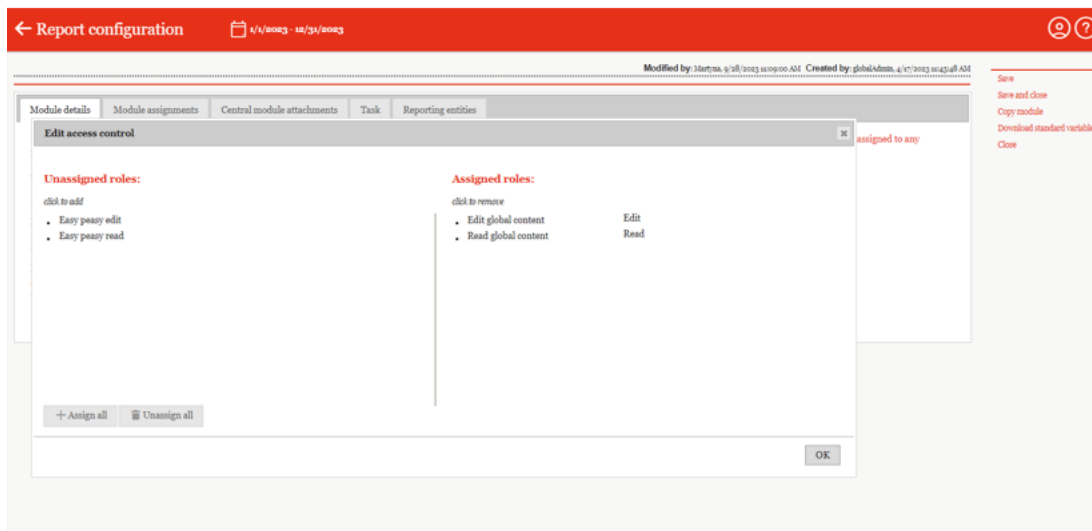 Report configuration
1/1/2023 - 12/31/2023
Modified by: Martyna, 9/28/2023 11:09:00 AM Created by: globalAdmin, 4/17/2023 11:43:48 AM
Save
Save and close
Copy module
Download standard variable
Close
Module details Module assignments Central module attachments Task Reporting entities
assigned to any
Edit access control
Unassigned roles:
click to add
Easy peasy edit
Easy peasy read
Assigned roles:
click to remove
Edit global content Edit
Read global content Read
Assign all Unassign all
OK